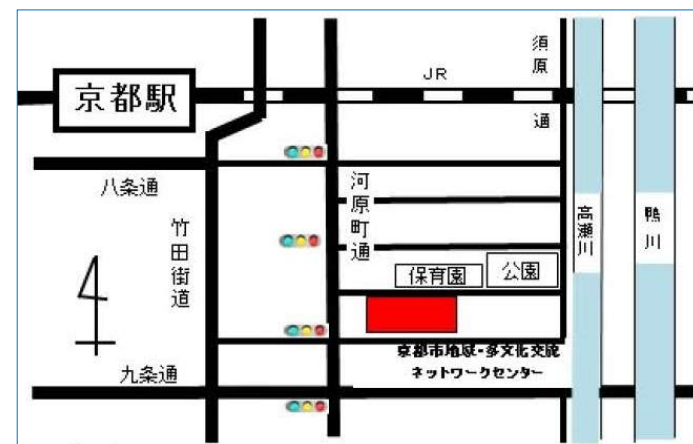 須原通
JR
京都駅
八条通
河原町通
竹田街道
高瀬川
鴨川
保育園
公園
京都市地域・多文化交流
ネットワークセンター
九条通